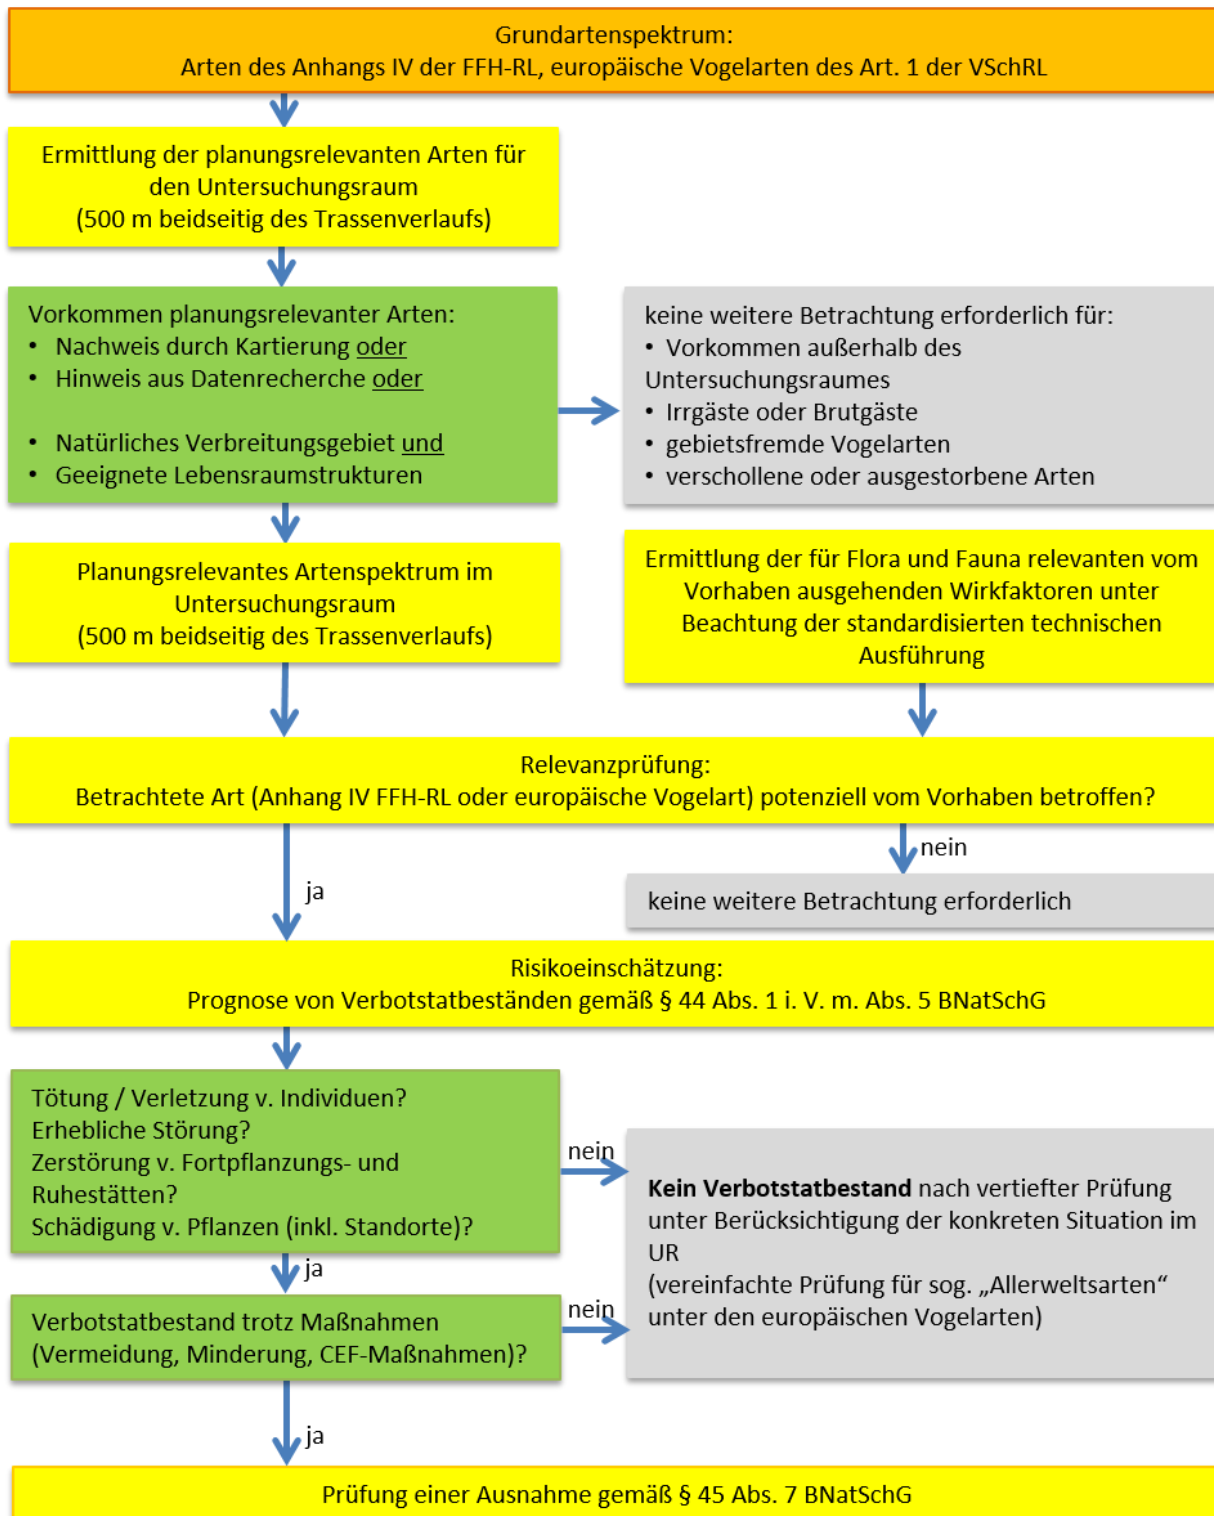 Grundartenspektrum:
Arten des Anhangs IV der FFH-RL, europäische Vogelarten des Art. 1 der VSchRL
Ermittlung der planungsrelevanten Arten für
den Untersuchungsraum
(500 m beidseitig des Trassenverlaufs)
Vorkommen planungsrelevanter Arten:
• Nachweis durch Kartierung oder
• Hinweis aus Datenrecherche oder
• Natürliches Verbreitungsgebiet und
• Geeignete Lebensraumstrukturen
keine weitere Betrachtung erforderlich für:
• Vorkommen außerhalb des
Untersuchungsraumes
• Irrgäste oder Brutgäste
• gebietsfremde Vogelarten
• verschollene oder ausgestorbene Arten
Planungsrelevantes Artenspektrum im
Untersuchungsraum
(500 m beidseitig des Trassenverlaufs)
Ermittlung der für Flora und Fauna relevanten vom
Vorhaben ausgehenden Wirkfaktoren unter
Beachtung der standardisierten technischen
Ausführung
Relevanzprüfung:
Betrachtete Art (Anhang IV FFH-RL oder europäische Vogelart) potenziell vom Vorhaben betroffen?
nein
ja
keine weitere Betrachtung erforderlich
Risikoeinschätzung:
Prognose von Verbotstatbeständen gemäß § 44 Abs. 1 i. V. m. Abs. 5 BNatSchG
Tötung / Verletzung v. Individuen?
Erhebliche Störung?
Zerstörung v. Fortpflanzungs- und
Ruhestätten?
Schädigung v. Pflanzen (inkl. Standorte)?
nein
Kein Verbotstatbestand nach vertiefter Prüfung
unter Berücksichtigung der konkreten Situation im
UR
(vereinfachte Prüfung für sog. „Allerweltsarten“
unter den europäischen Vogelarten)
ja
Verbotstatbestand trotz Maßnahmen
(Vermeidung, Minderung, CEF-Maßnahmen)?
nein
ja
Prüfung einer Ausnahme gemäß § 45 Abs. 7 BNatSchG